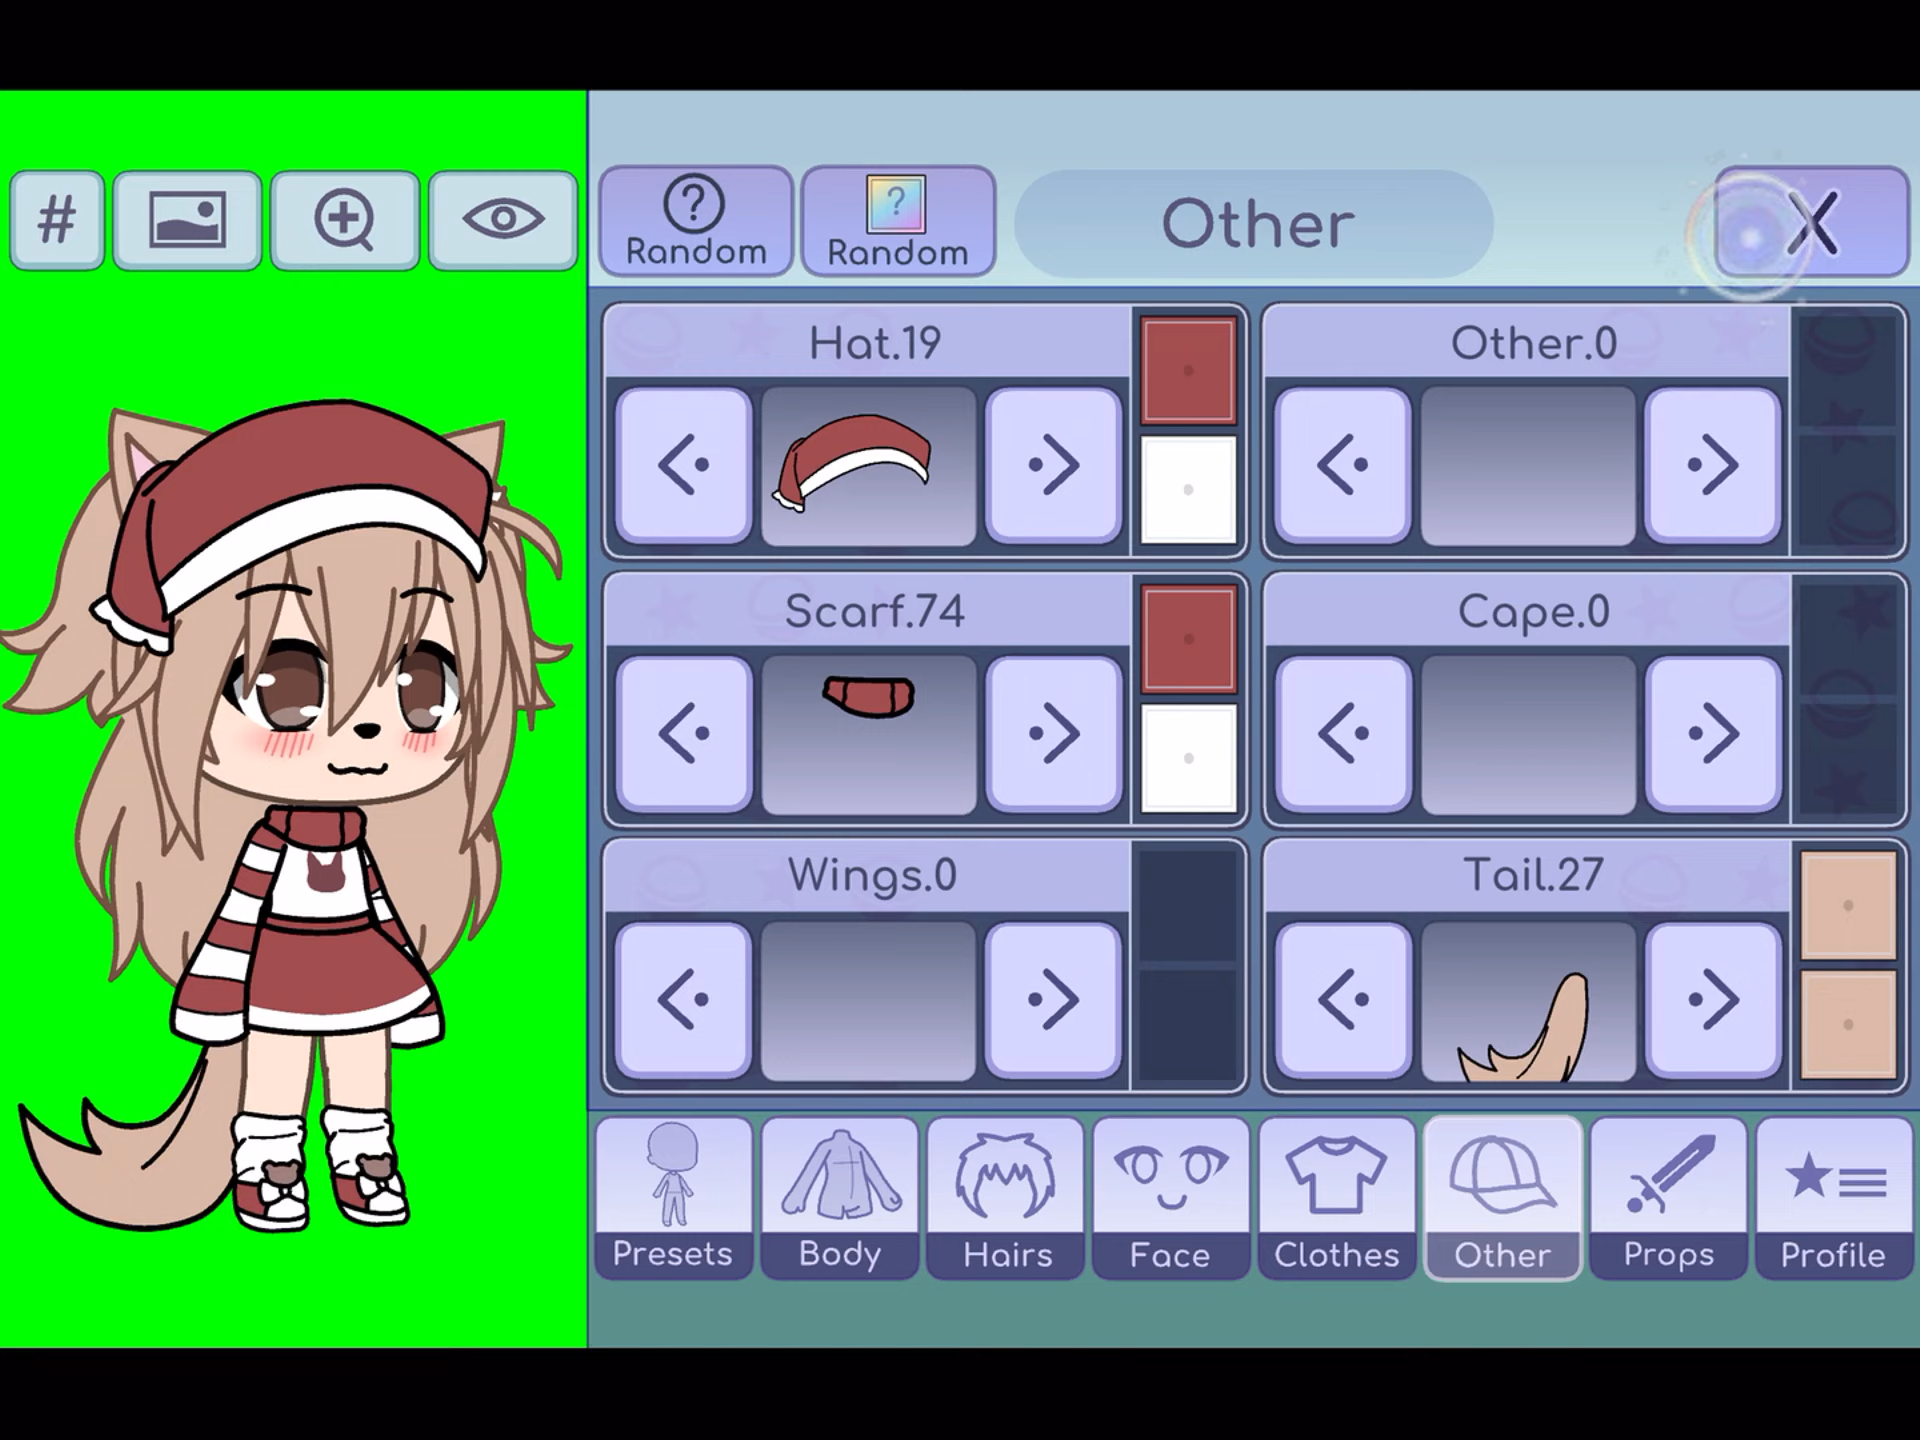 #
?
Random
?
Random
Other
X
Hat.19
Other.0
Scarf.74
Cape.0
Wings.0
Tail.27
Presets
Body
Hairs
Face
Clothes
Other
Props
Profile